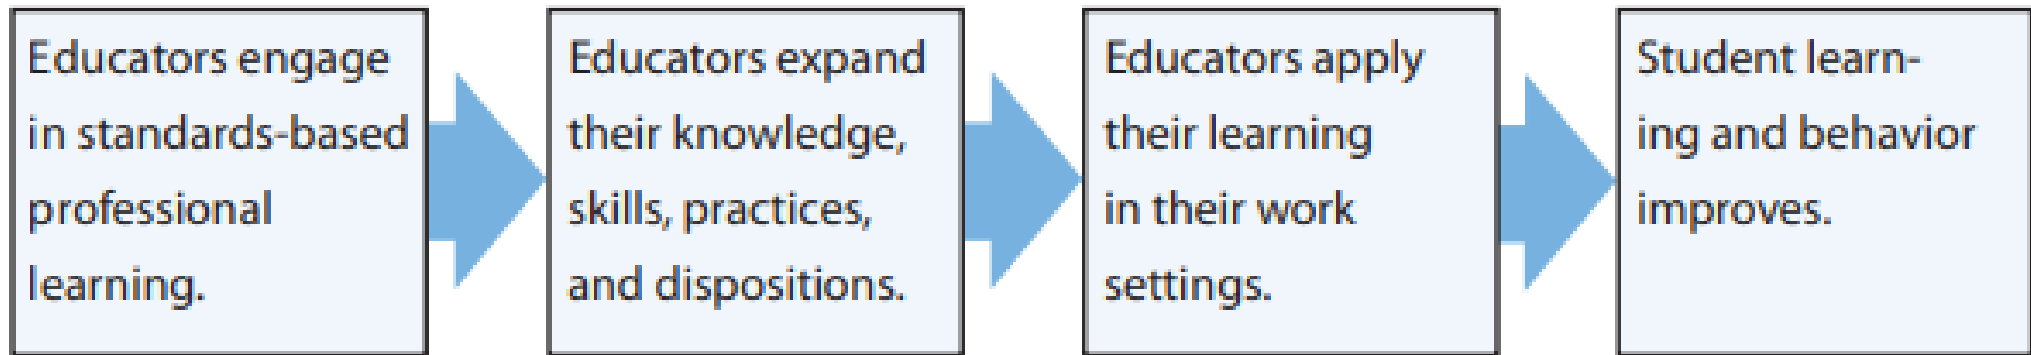 Educators engage
in standards-based
professional
learning.
Educators expand
their knowledge,
skills, practices,
and dispositions.
Educators apply
their learning
in their work
settings.
Student learn-
ing and behavior
improves.